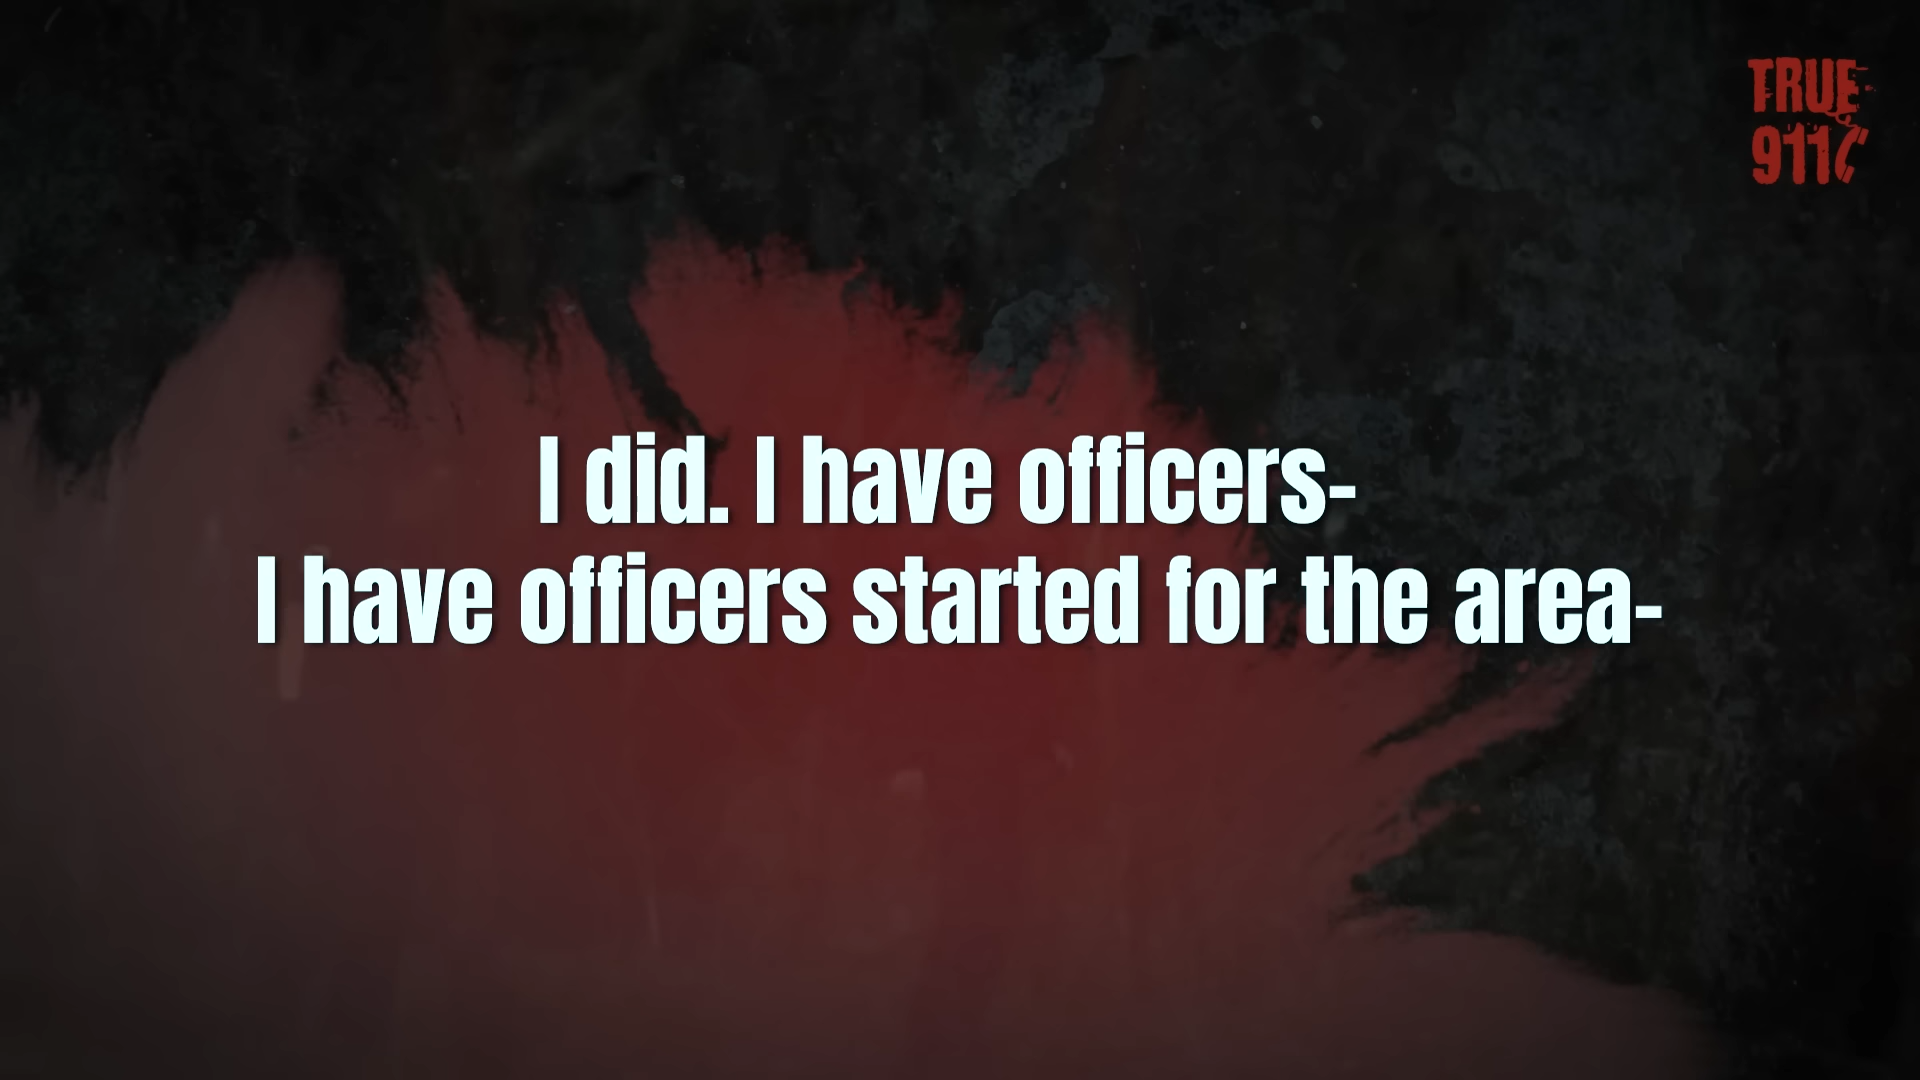 TRUE
911
I did. I have officers-
I have officers started for the area-